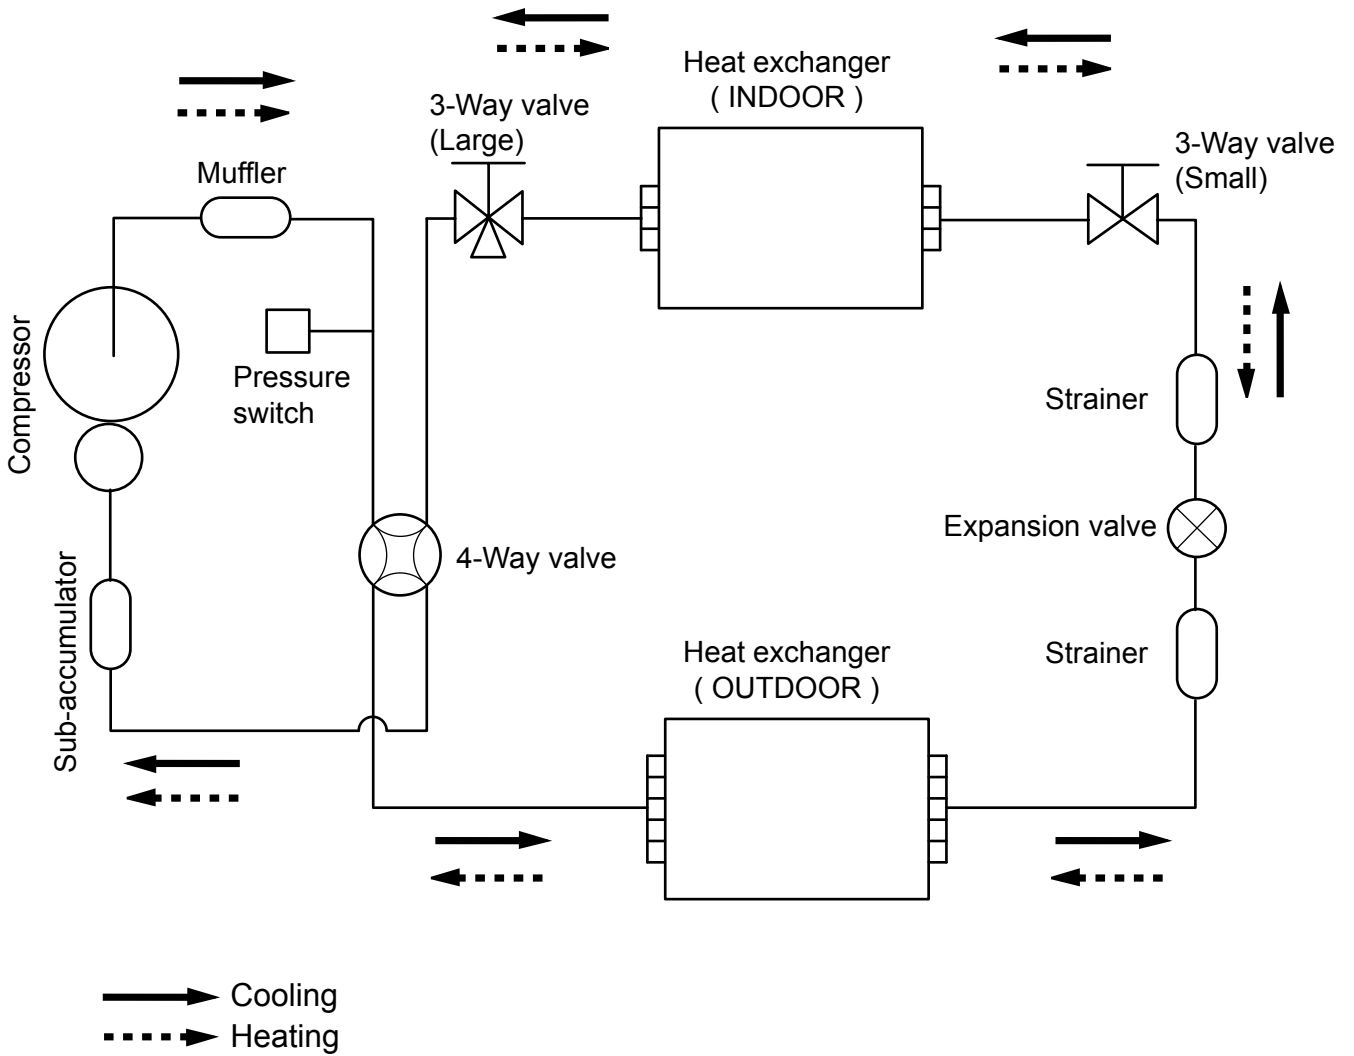 Heat exchanger
( INDOOR )
3-Way valve
(Large)
3-Way valve
(Small)
Muffler
Compressor
Pressure
switch
Strainer
Expansion valve
4-Way valve
Sub-accumulator
Strainer
Heat exchanger
( OUTDOOR )
Cooling
Heating